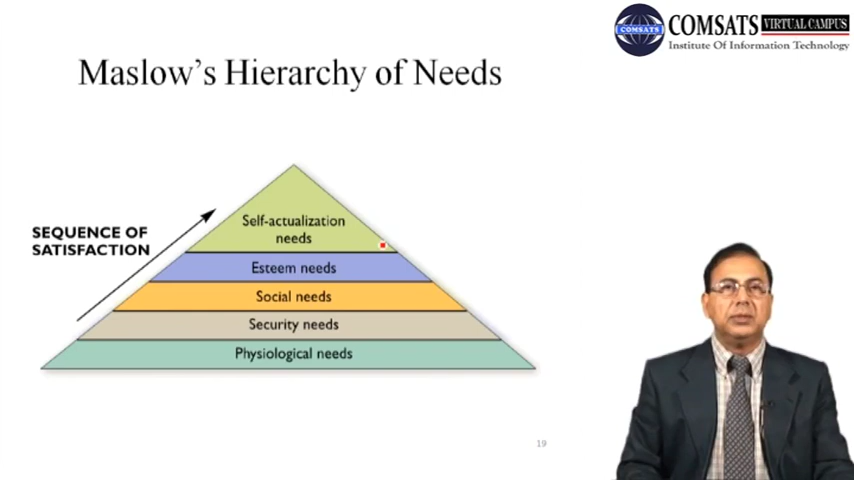 COMSATS VIRTUAL CAMPUS
Institute Of Information Technology
COMSATS
Maslow's Hierarchy of Needs
SEQUENCE OF
SATISFACTION
Self-actualization
needs
Esteem needs
Social needs
Security needs
Physiological needs
19